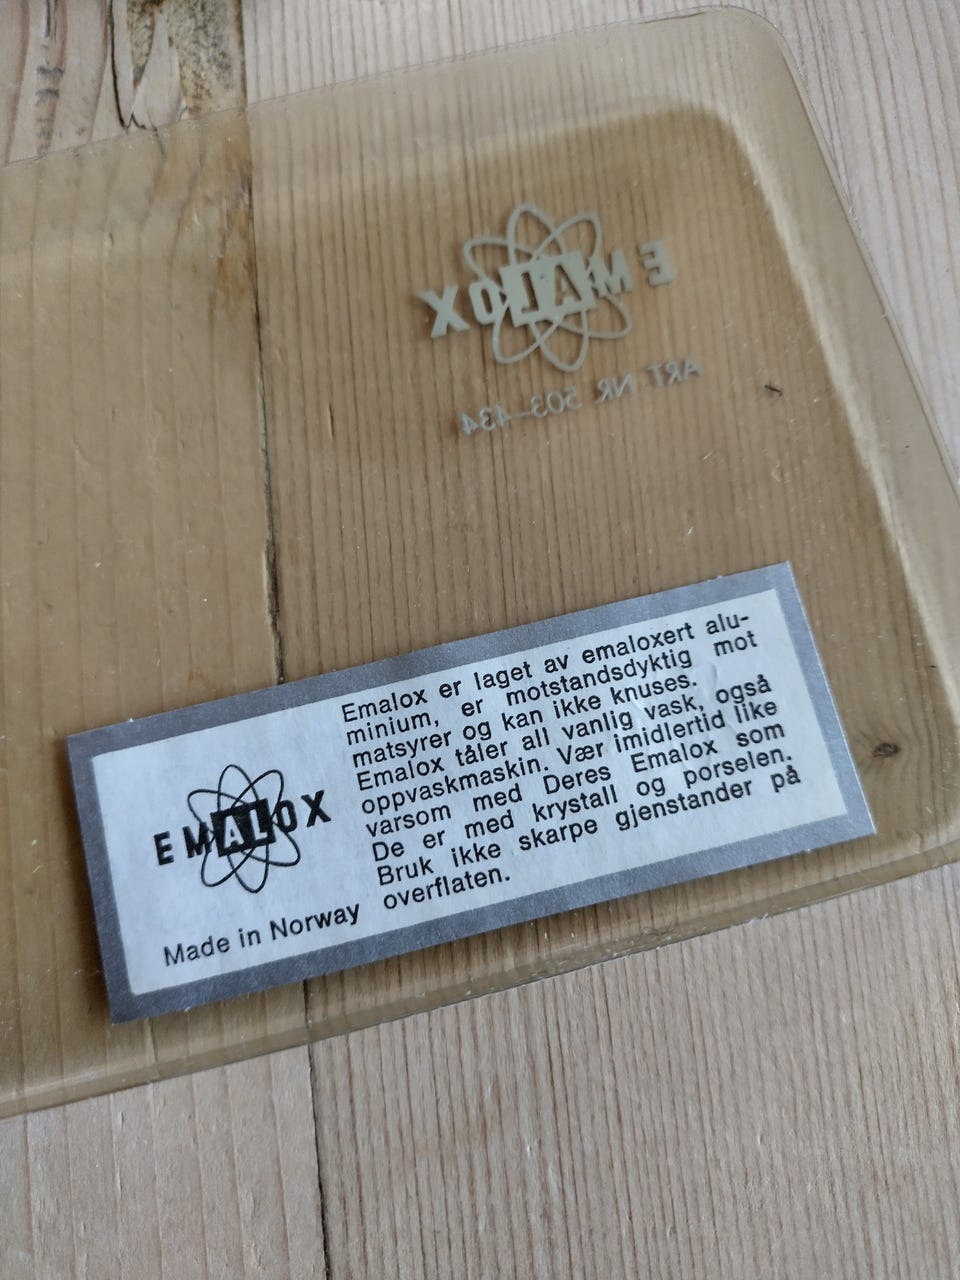 EMALOX
ART. NR. 503-434
Emalox er laget av emaloxert alu-
minium, er motstandsdyktig mot
matsyrer og kan ikke knuses.
Emalox tåler all vanlig vask, også
oppvaskmaskin. Vær imidlertid like
varsom med Deres Emalox som
De er med krystall og porselen.
Bruk ikke skarpe gjenstander på
overflaten.
EMALOX
Made in Norway